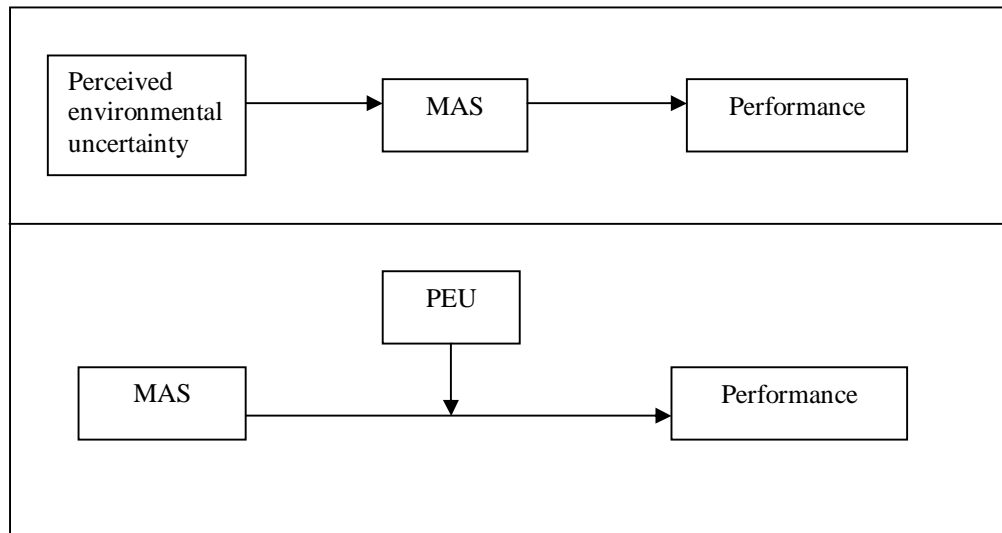 Perceived
environmental
uncertainty
MAS
Performance
PEU
MAS
Performance